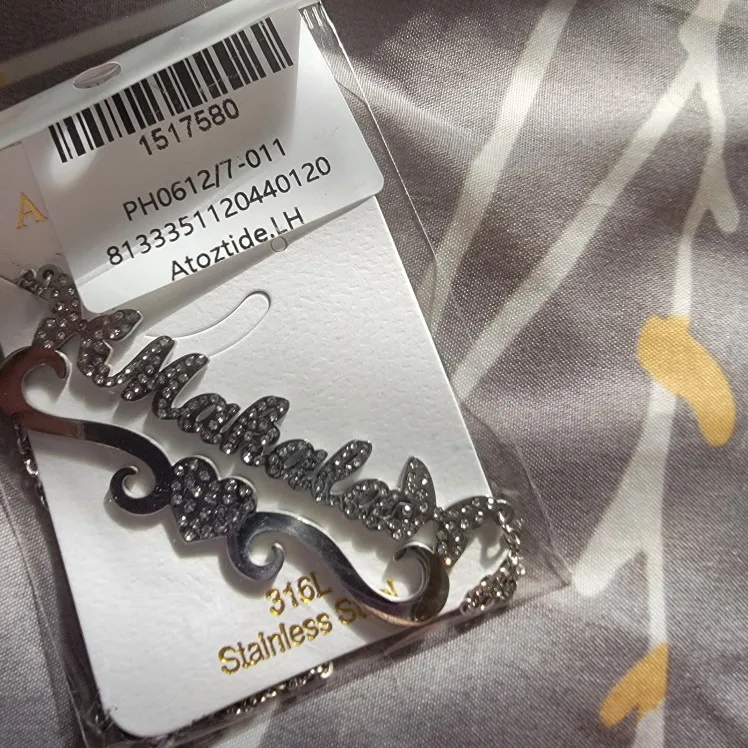 1517580
PH0612/7-011
8133351120440120
Atoztide.LH
A
316L
Stainless